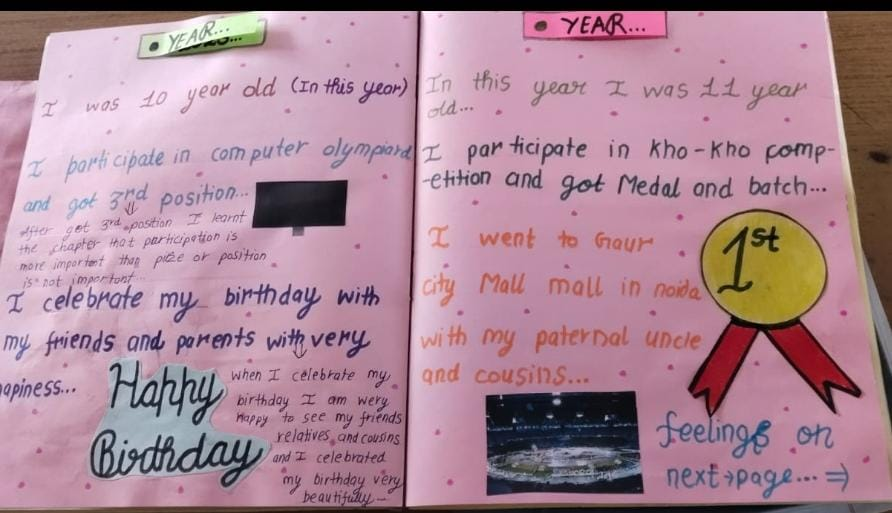 YEAR...
I was 10 year old (In this year)
I participate in computer olympiard
and got 3rd position...
After got 3rd position I learnt
the chapter that participation is
more important than prize or position
is not important...
I celebrate my birthday with
my friends and parents with very
hapiness...
Happy
Birthday
when I celebrate my
birthday I am wery
happy to see my friends
relatives and cousins
and I celebrated
my birthday very
beautifully...
YEAR...
In this year I was 11 year
old...
I participate in kho-kho comp-
-etition and got Medal and batch...
1st
I went to Gaur
city Mall mall in noida
with my paternal uncle
and cousins...
feelings on
next→page... ⇒